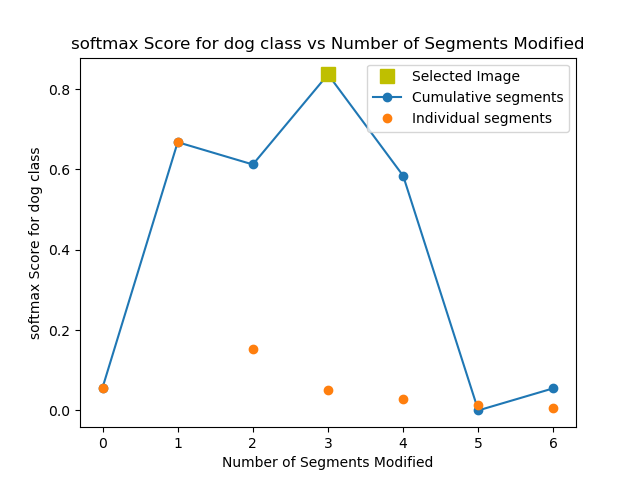 softmax Score for dog class vs Number of Segments Modified
Selected Image
Cumulative segments
Individual segments
softmax Score for dog class
0.8
0.6
0.4
0.2
0.0
0 1 2 3 4 5 6
Number of Segments Modified